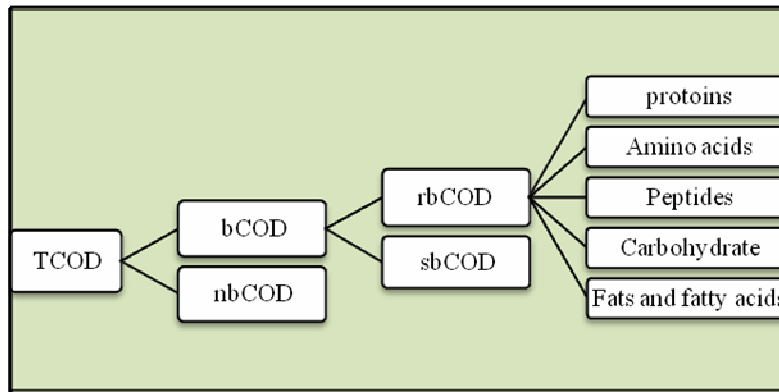 TCOD
bCOD
nbCOD
rbCOD
sbCOD
protoins
Amino acids
Peptides
Carbohydrate
Fats and fatty acids